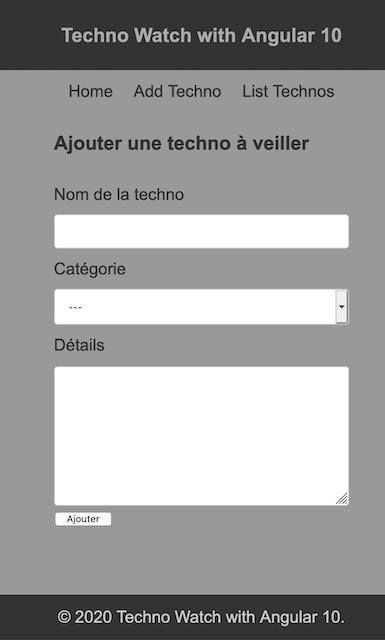 Techno Watch with Angular 10
Home Add Techno List Technos
Ajouter une techno à veiller
Nom de la techno
Catégorie
---
Détails
Ajouter
© 2020 Techno Watch with Angular 10.